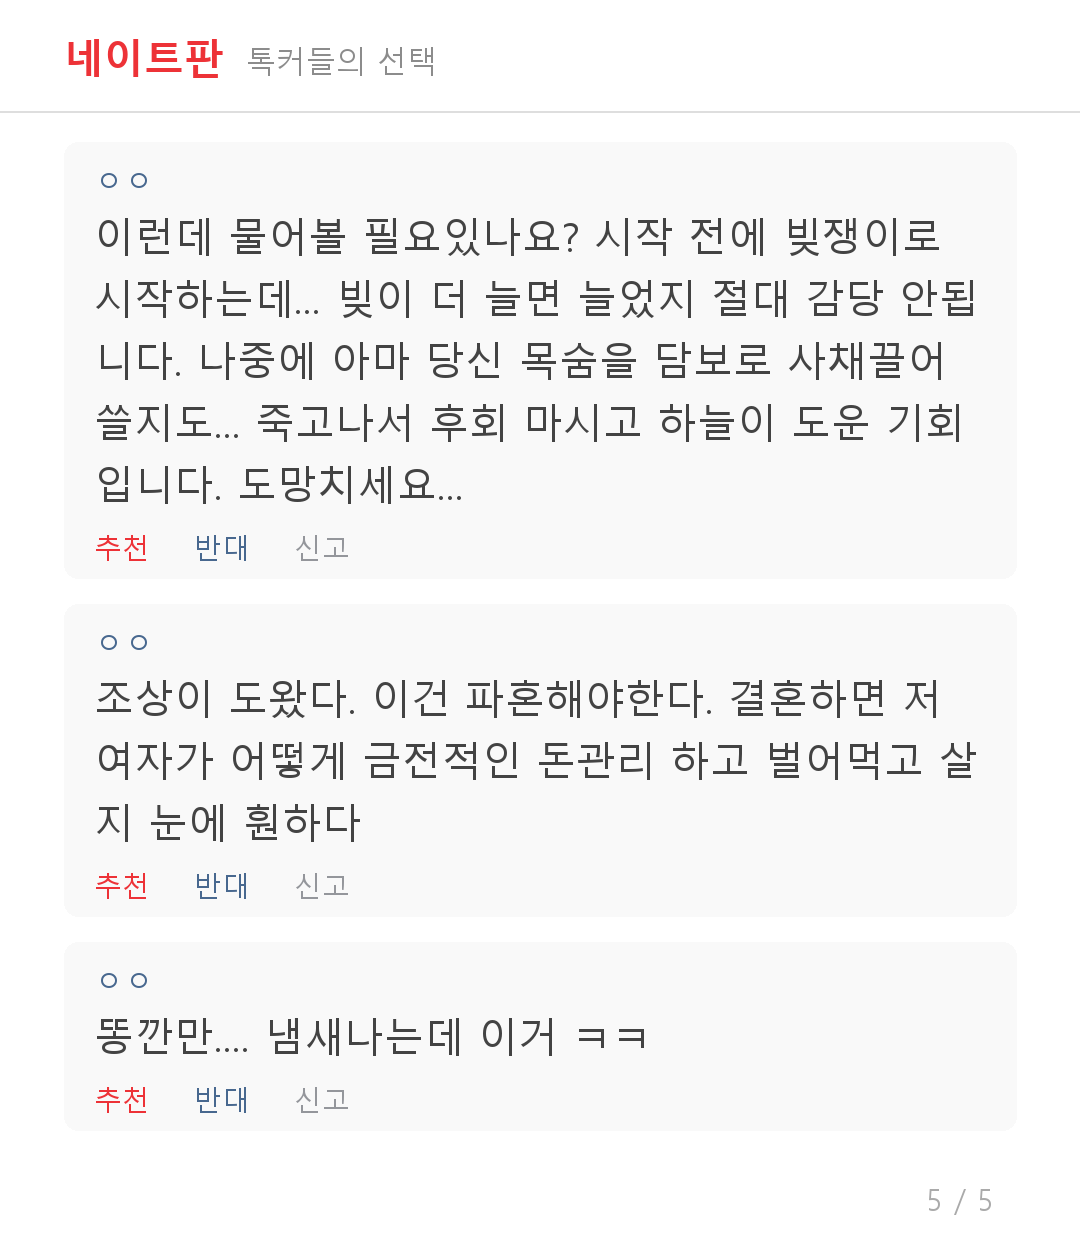 네이트판 톡커들의 선택
ㅇㅇ
이런데 물어볼 필요있나요? 시작 전에 빚쟁이로
시작하는데... 빚이 더 늘면 늘었지 절대 감당 안됩
니다. 나중에 아마 당신 목숨을 담보로 사채끌어
쓸지도... 죽고나서 후회 마시고 하늘이 도운 기회
입니다. 도망치세요...
추천 반대 신고
ㅇㅇ
조상이 도왔다. 이건 파혼해야한다. 결혼하면 저
여자가 어떻게 금전적인 돈관리 하고 벌어먹고 살
지 눈에 훤하다
추천 반대 신고
ㅇㅇ
똥깐만.... 냄새나는데 이거 ㅋㅋ
추천 반대 신고
5 / 5